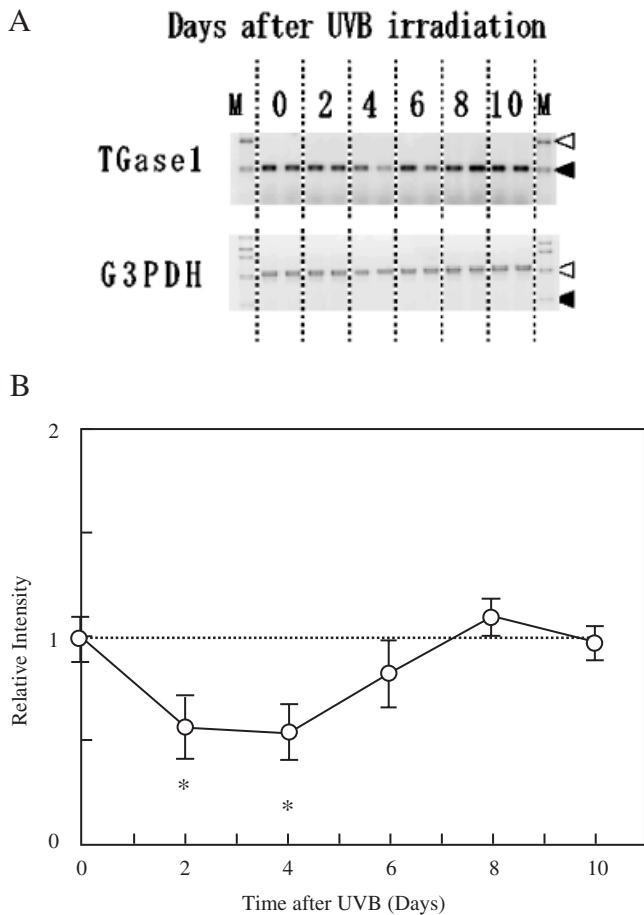 A
Days after UVB irradiation
M 0 2 4 6 8 10 M
TGase1
G3PDH
B
2
1
0
Relative Intensity
* *
0 2 4 6 8 10
Time after UVB (Days)